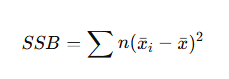 SSB = ∑ n(x̄ᵢ − x̄)²